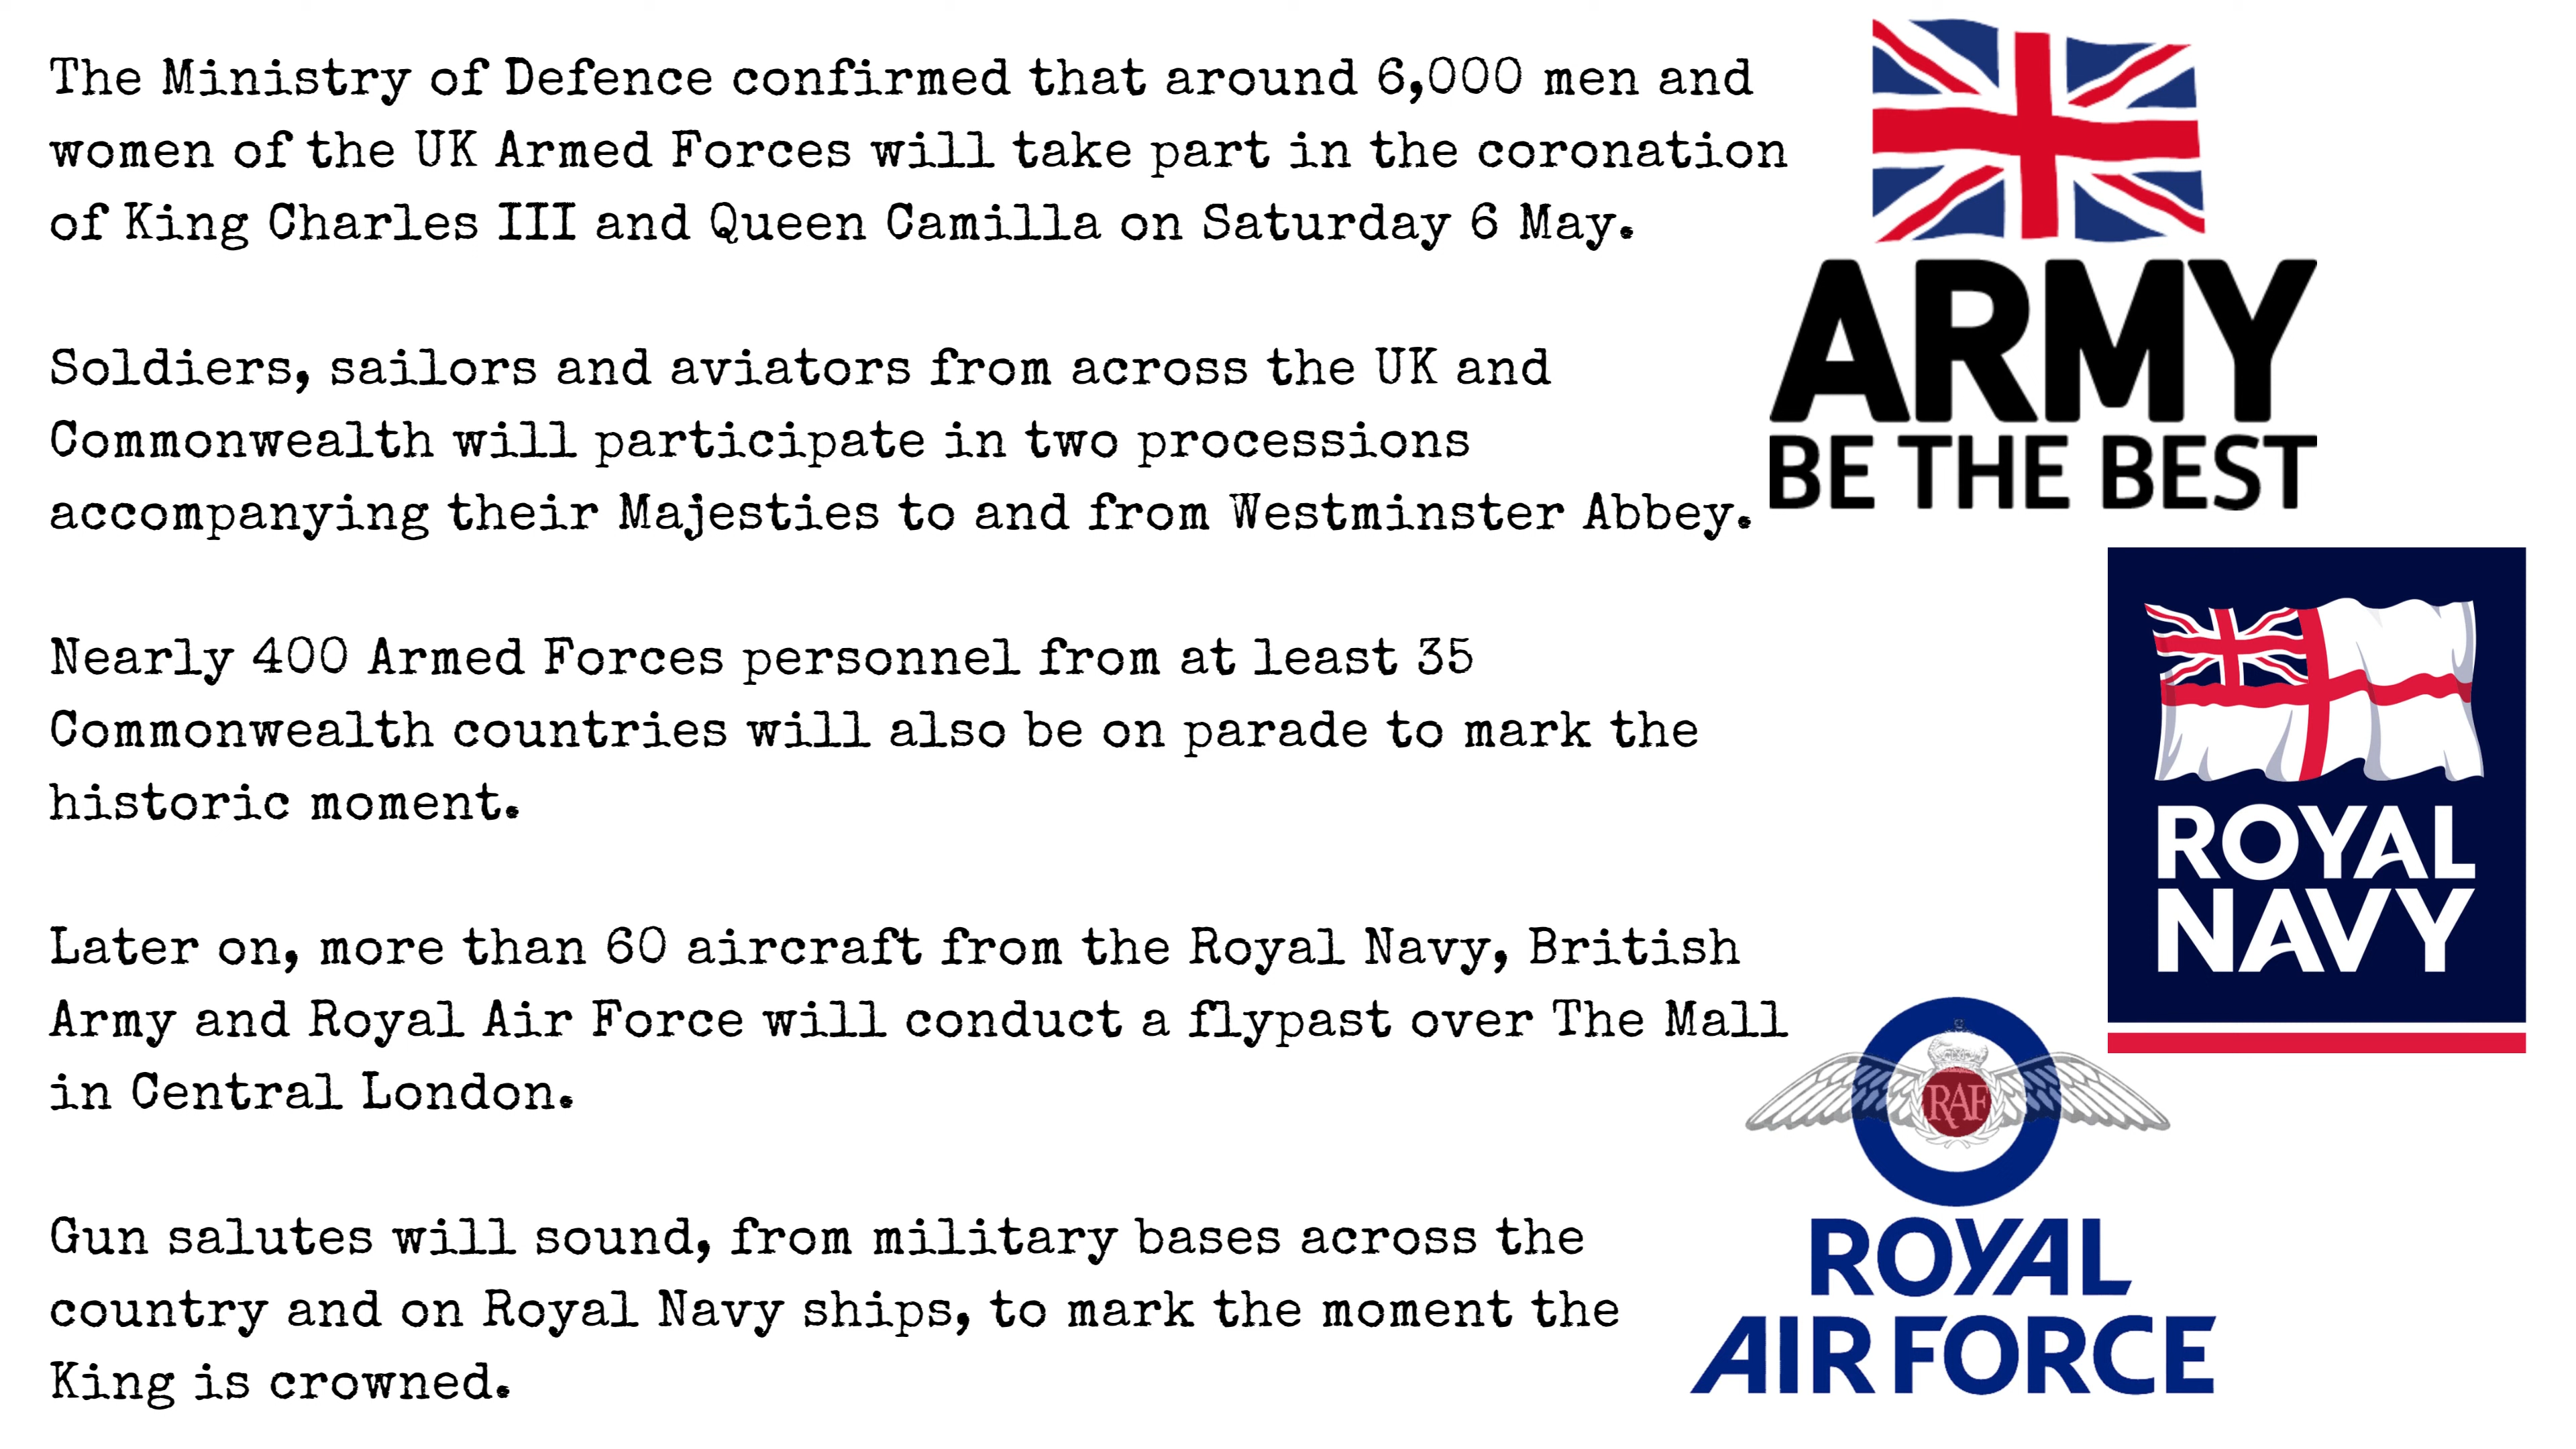 The Ministry of Defence confirmed that around 6,000 men and
women of the UK Armed Forces will take part in the coronation
of King Charles III and Queen Camilla on Saturday 6 May.
Soldiers, sailors and aviators from across the UK and
Commonwealth will participate in two processions
accompanying their Majesties to and from Westminster Abbey.
Nearly 400 Armed Forces personnel from at least 35
Commonwealth countries will also be on parade to mark the
historic moment.
Later on, more than 60 aircraft from the Royal Navy, British
Army and Royal Air Force will conduct a flypast over The Mall
in Central London.
Gun salutes will sound, from military bases across the
country and on Royal Navy ships, to mark the moment the
King is crowned.
ARMY
BE THE BEST
ROYAL
NAVY
RAF
ROYAL
AIR FORCE